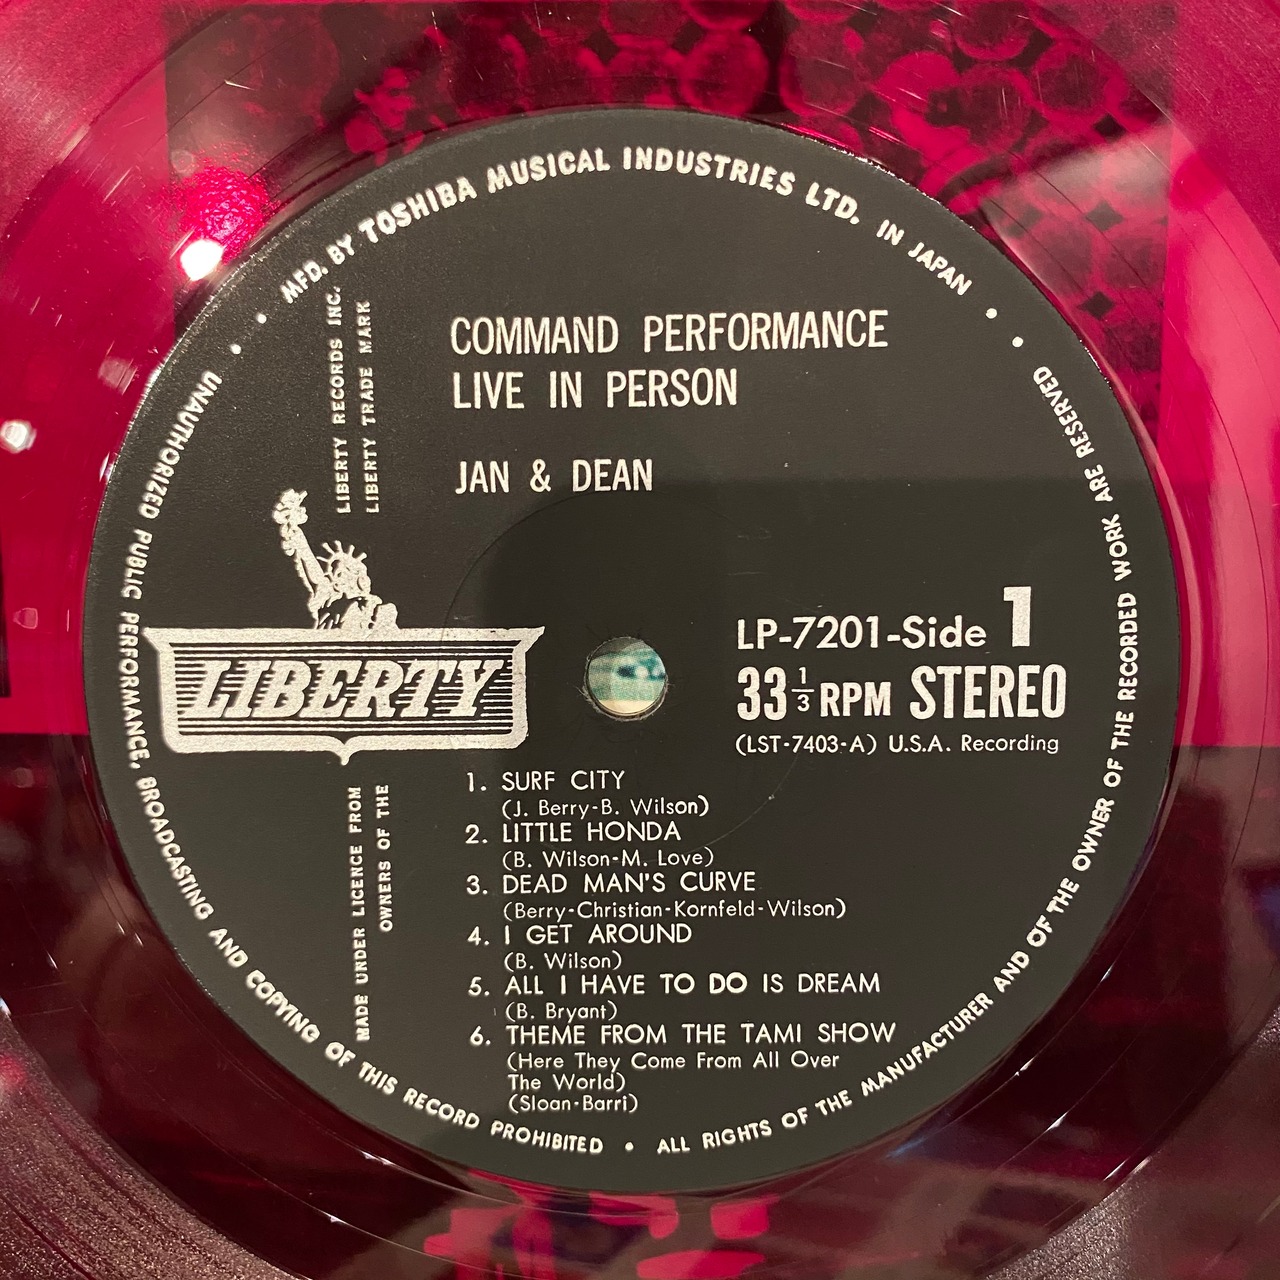 MFD. BY TOSHIBA MUSICAL INDUSTRIES LTD. IN JAPAN
LIBERTY RECORDS INC.
LIBERTY TRADE MARK
COMMAND PERFORMANCE
LIVE IN PERSON
JAN & DEAN
LIBERTY
LP-7201-Side 1
33 1/3 RPM STEREO
(LST-7403-A) U.S.A. Recording
MADE UNDER LICENCE FROM
OWNERS OF THE
1. SURF CITY
(J. Berry-B. Wilson)
2. LITTLE HONDA
(B. Wilson-M. Love)
3. DEAD MAN'S CURVE
(Berry-Christian-Kornfeld-Wilson)
4. I GET AROUND
(B. Wilson)
5. ALL I HAVE TO DO IS DREAM
(B. Bryant)
6. THEME FROM THE TAMI SHOW
(Here They Come From All Over
The World)
(Sloan-Barri)
UNAUTHORIZED PUBLIC PERFORMANCE, BROADCASTING AND COPYING OF THIS RECORD PROHIBITED • ALL RIGHTS OF THE MANUFACTURER AND OF THE OWNER OF THE RECORDED WORK ARE RESERVED